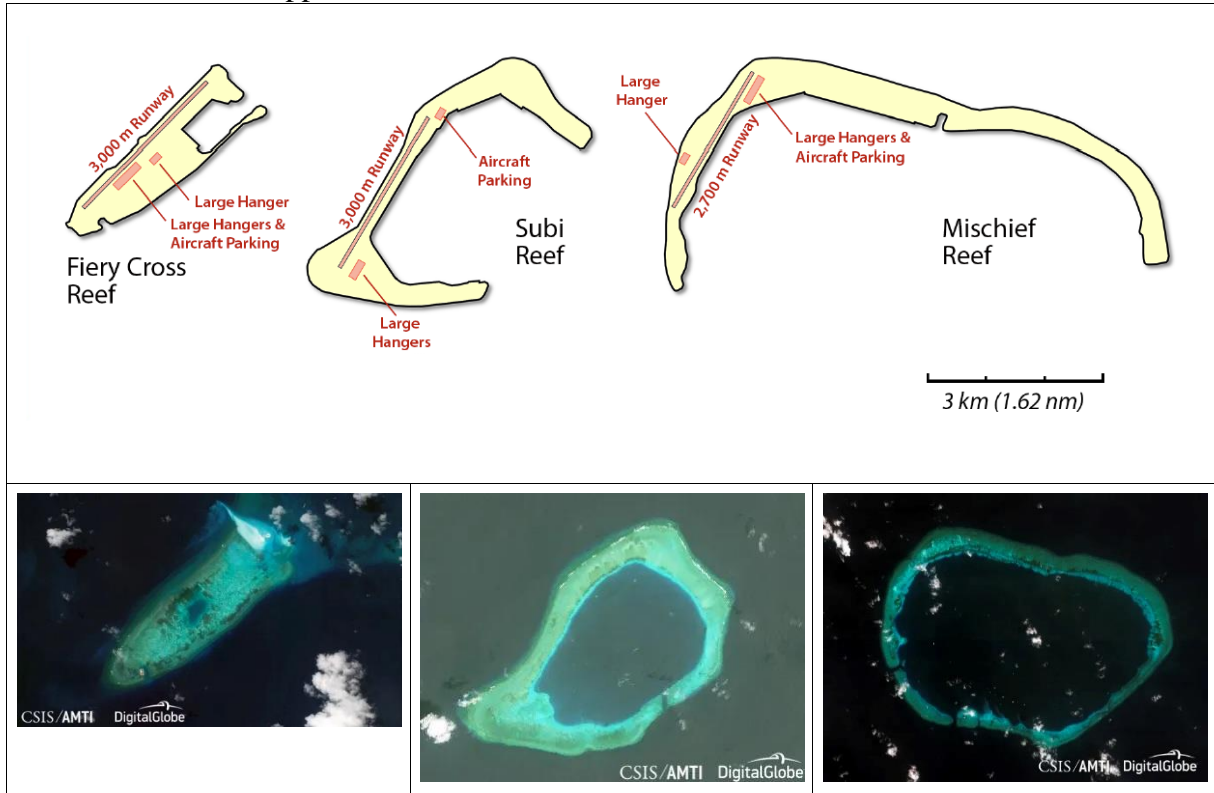 3,000 m Runway
Large Hanger
Large Hangers &
Aircraft Parking
Fiery Cross
Reef
3,000 m Runway
Aircraft
Parking
Subi
Reef
Large
Hangers
Large
Hanger
2,700 m Runway
Large Hangers &
Aircraft Parking
Mischief
Reef
3 km (1.62 nm)
CSIS/AMTI DigitalGlobe
CSIS/AMTI DigitalGlobe
CSIS/AMTI DigitalGlobe